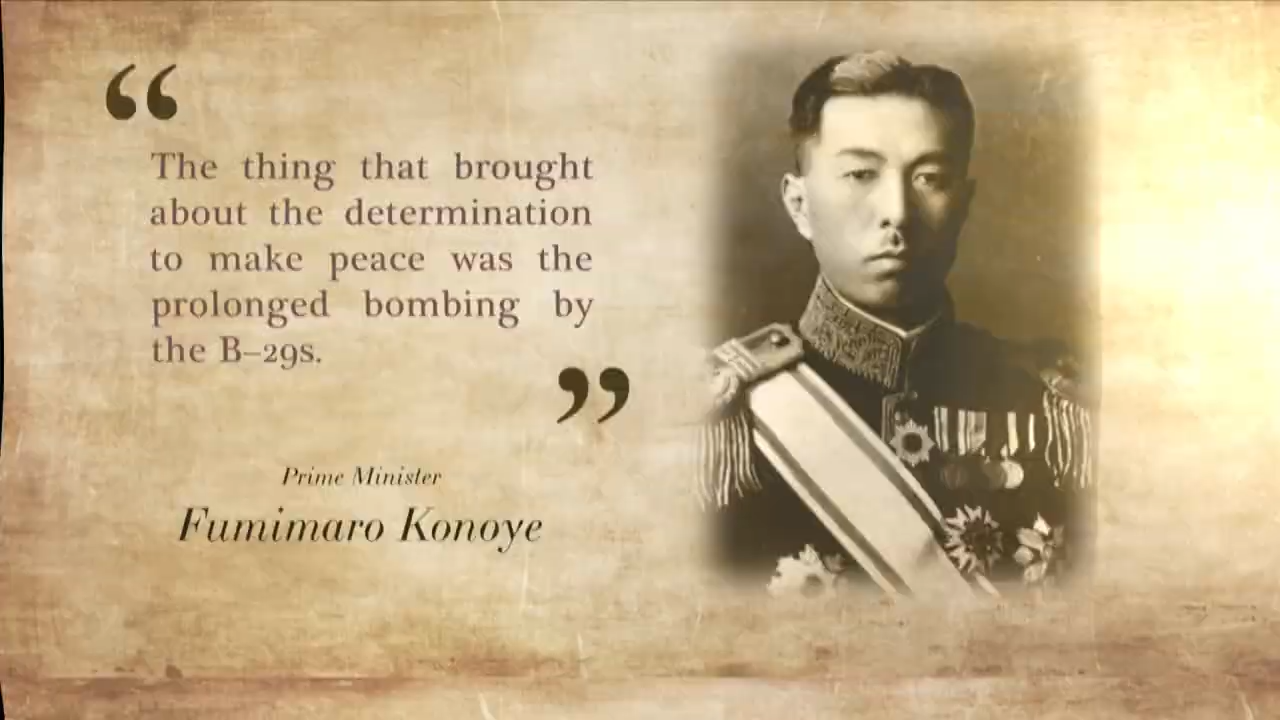 “
The thing that brought
about the determination
to make peace was the
prolonged bombing by
the B–29s.
”
Prime Minister
Fumimaro Konoye